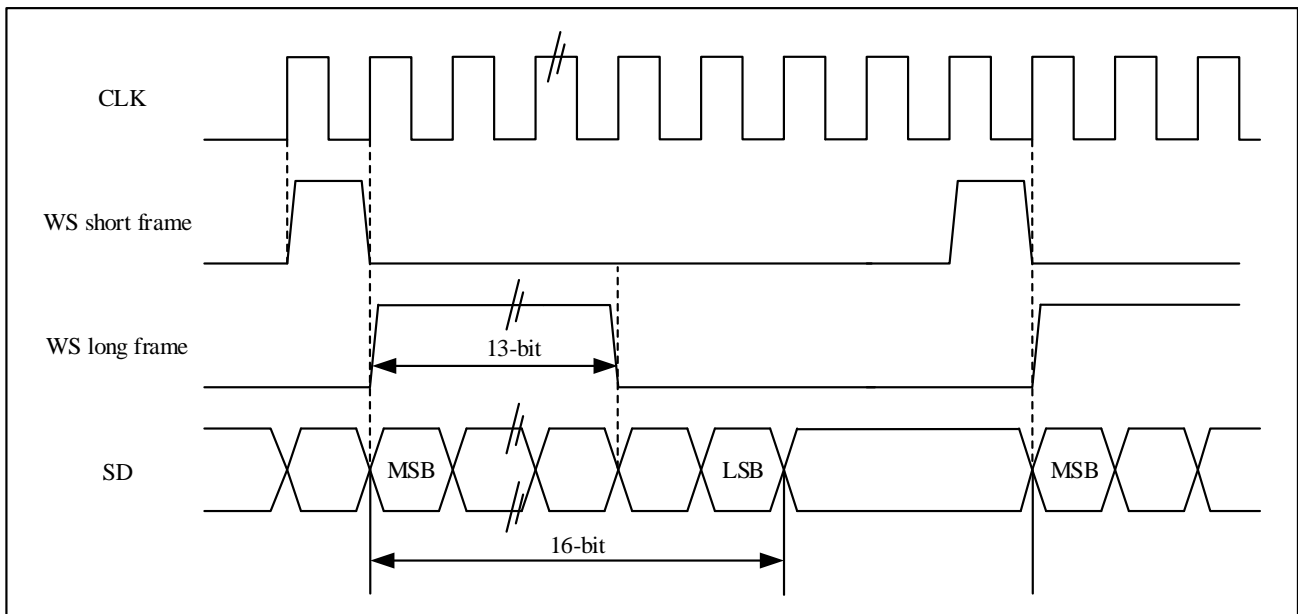 CLK
WS short frame
WS long frame
13-bit
SD
MSB
LSB
MSB
16-bit